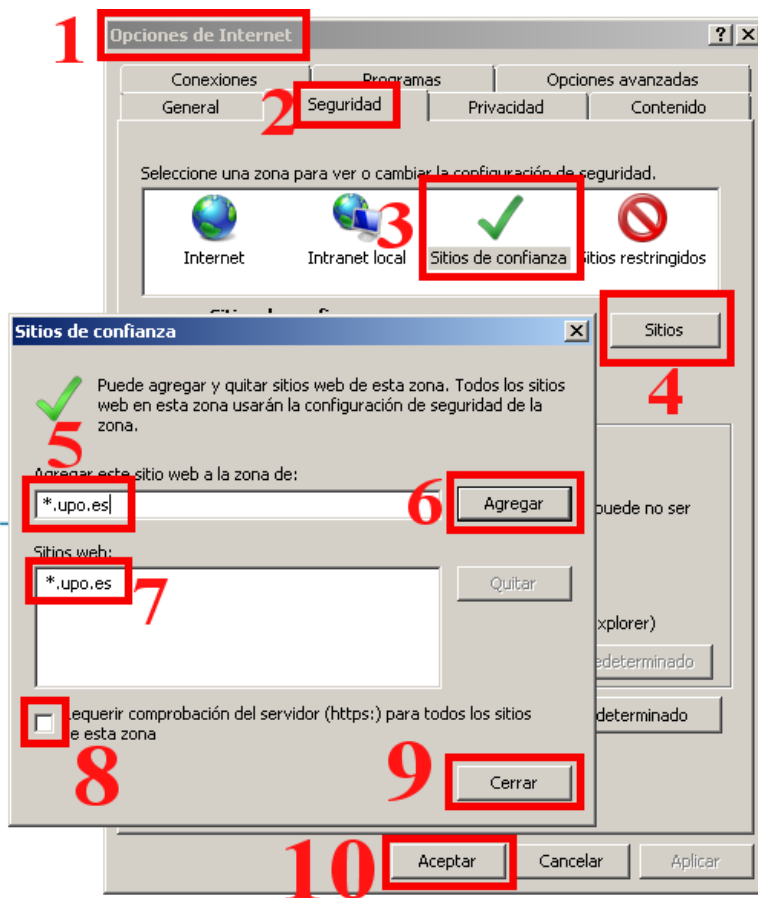 1
Opciones de Internet
Conexiones Programas Opciones avanzadas
General 2 Seguridad Privacidad Contenido
Seleccione una zona para ver o cambiar la configuración de seguridad.
3
Internet Intranet local Sitios de confianza Sitios restringidos
Sitios
4
Sitios de confianza
Puede agregar y quitar sitios web de esta zona. Todos los sitios
web en esta zona usarán la configuración de seguridad de la
zona.
5
Agregar este sitio web a la zona de:
*.upo.es
6 Agregar
puede no ser
Sitios web:
*.upo.es
7
Quitar
xplorer)
edeterminado
Requerir comprobación del servidor (https:) para todos los sitios
de esta zona
determinado
8
9 Cerrar
10 Aceptar Cancelar Aplicar